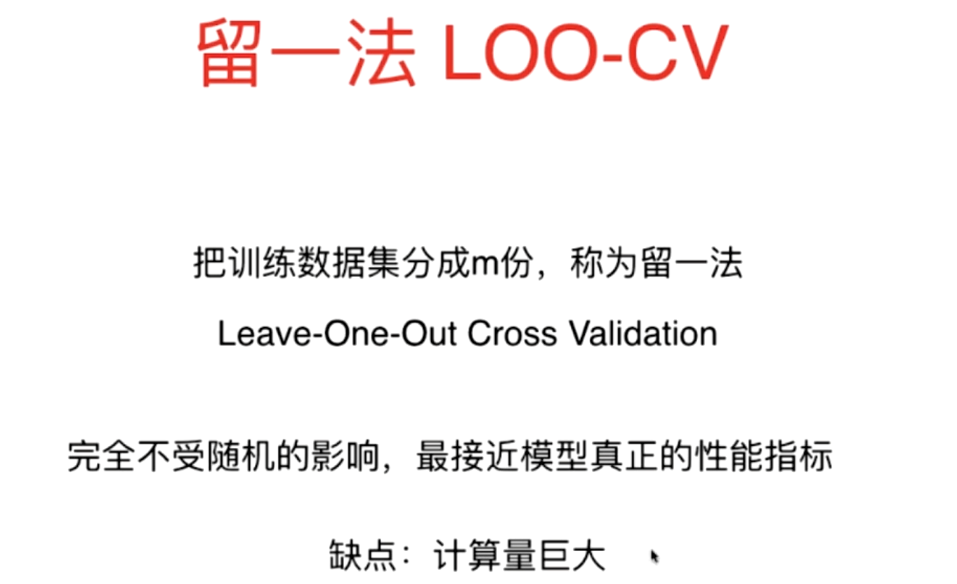 留一法 LOO-CV
把训练数据集分成m份，称为留一法
Leave-One-Out Cross Validation
完全不受随机的影响，最接近模型真正的性能指标
缺点：计算量巨大